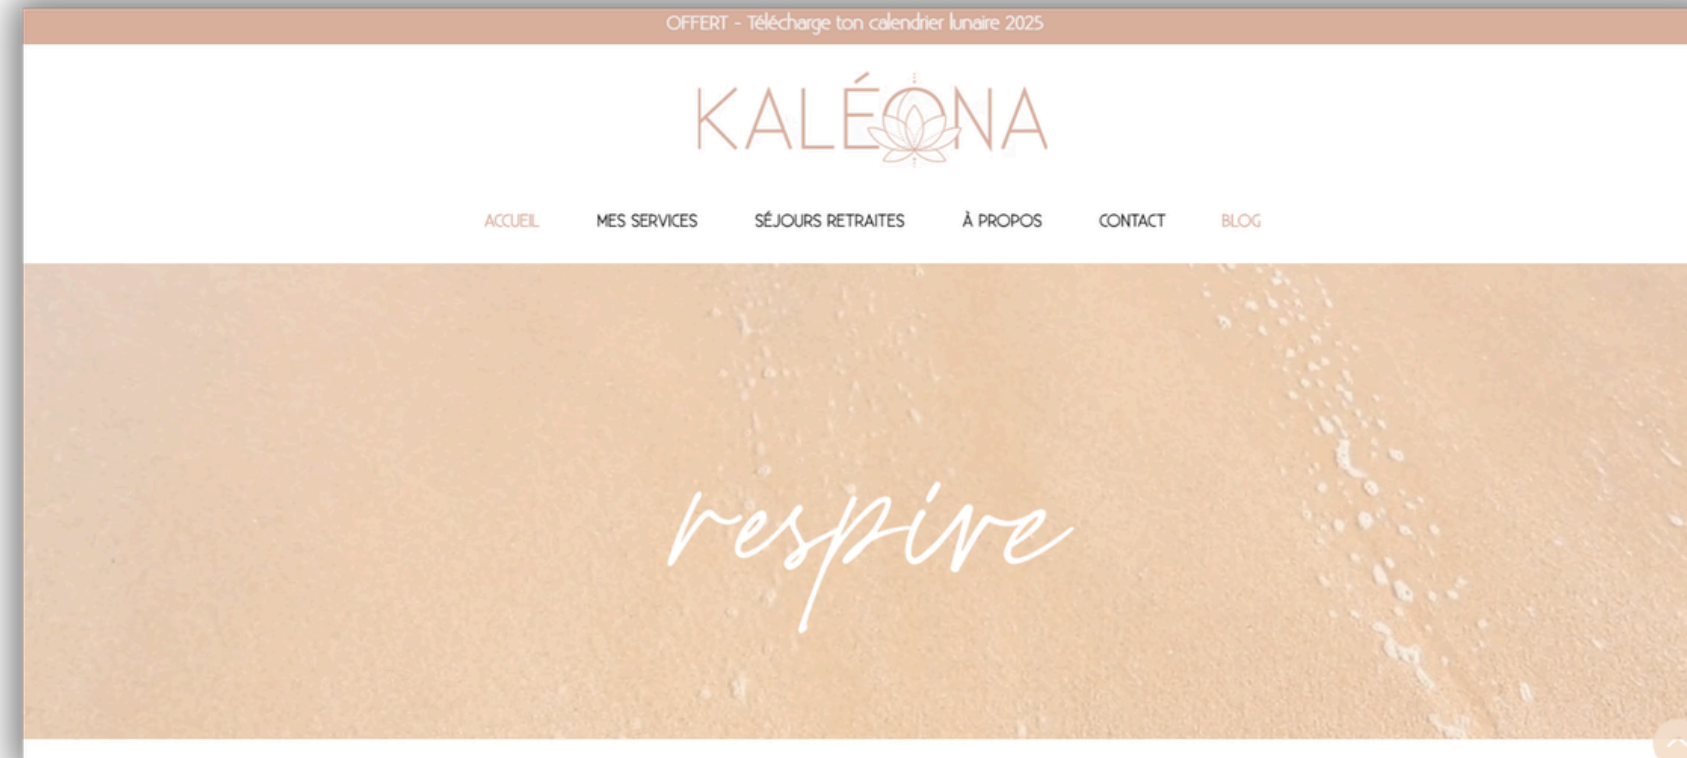 OFFERT - Télécharge ton calendrier lunaire 2025
KALÉONA
ACCUEIL MES SERVICES SÉJOURS RETRAITES À PROPOS CONTACT BLOG
respire